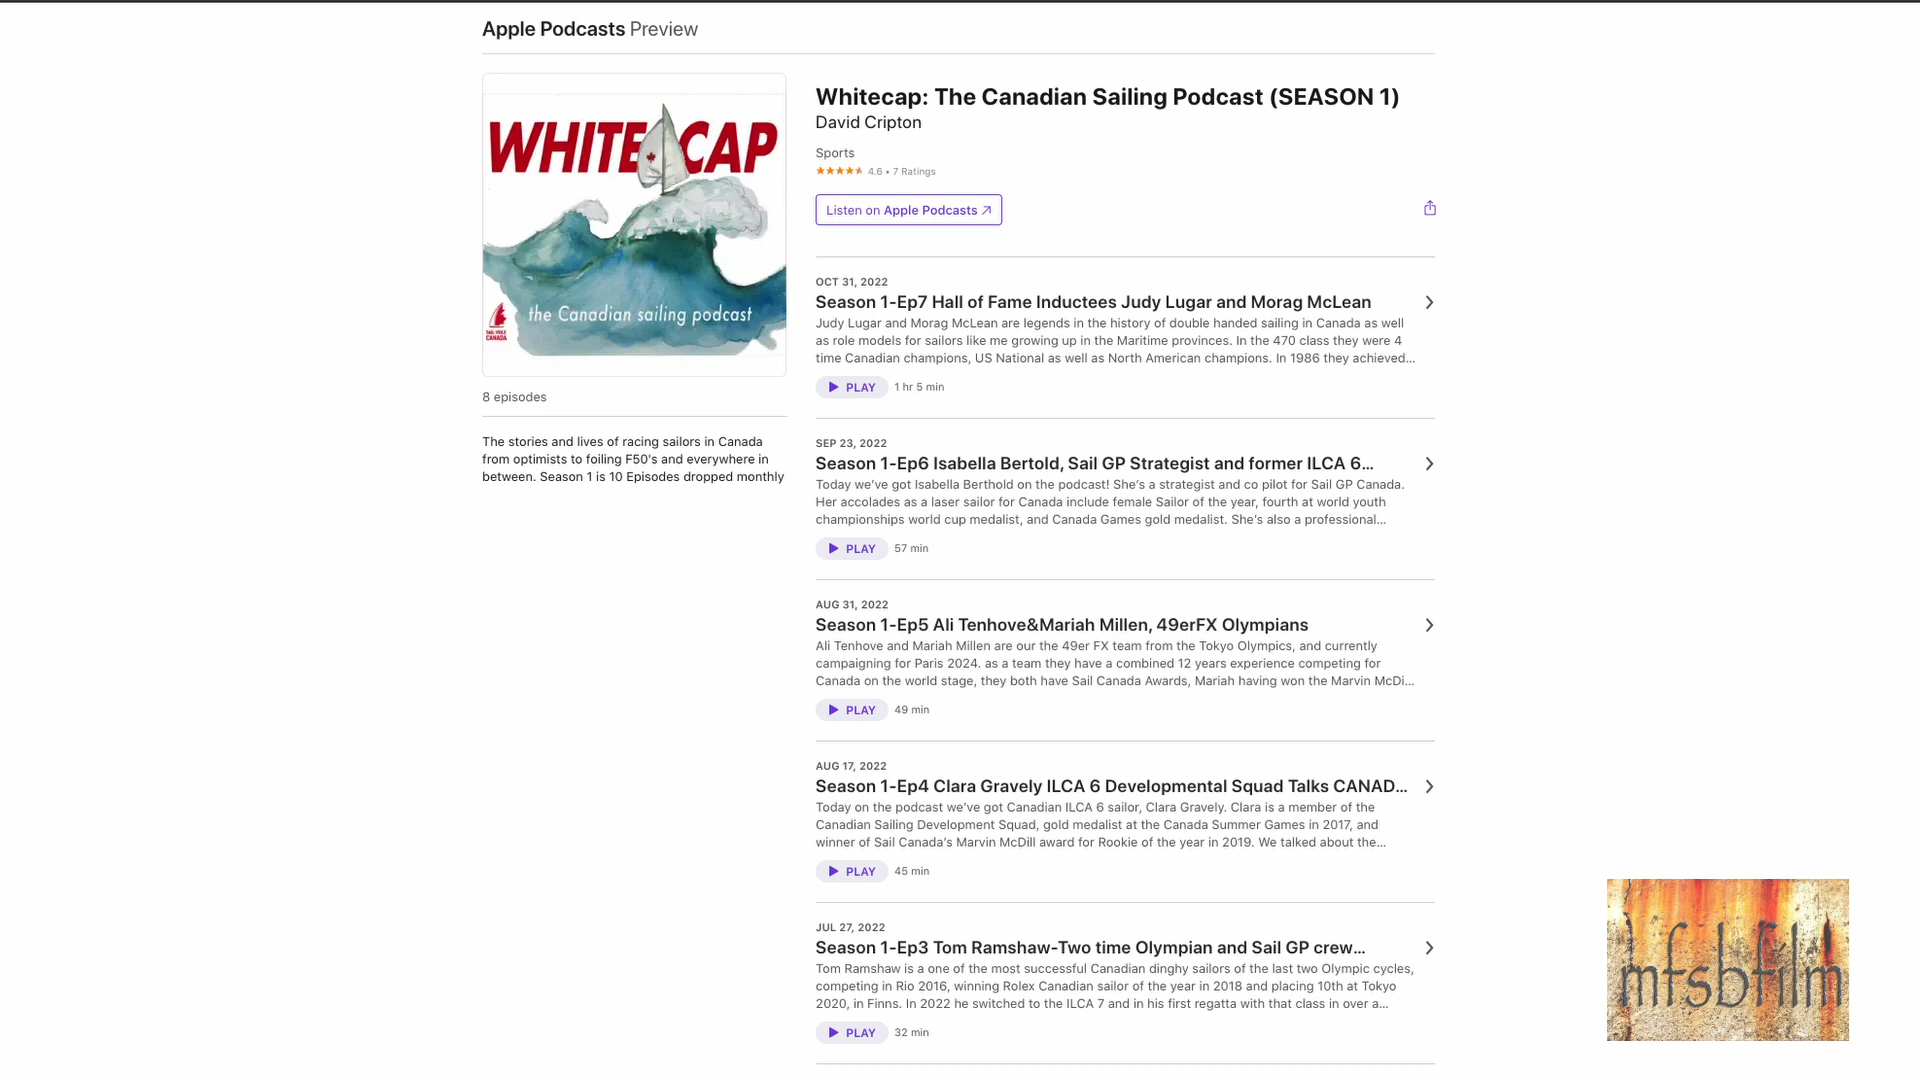 Apple Podcasts Preview
WHITECAP
the Canadian sailing podcast
SAIL VOILE
CANADA
8 episodes
The stories and lives of racing sailors in Canada
from optimists to foiling F50's and everywhere in
between. Season 1 is 10 Episodes dropped monthly
Whitecap: The Canadian Sailing Podcast (SEASON 1)
David Cripton
Sports
4.6 • 7 Ratings
Listen on Apple Podcasts ↗
OCT 31, 2022
Season 1-Ep7 Hall of Fame Inductees Judy Lugar and Morag McLean
Judy Lugar and Morag McLean are legends in the history of double handed sailing in Canada as well
as role models for sailors like me growing up in the Maritime provinces. In the 470 class they were 4
time Canadian champions, US National as well as North American champions. In 1986 they achieved...
PLAY 1 hr 5 min
SEP 23, 2022
Season 1-Ep6 Isabella Bertold, Sail GP Strategist and former ILCA 6...
Today we've got Isabella Berthold on the podcast! She's a strategist and co pilot for Sail GP Canada.
Her accolades as a laser sailor for Canada include female Sailor of the year, fourth at world youth
championships world cup medalist, and Canada Games gold medalist. She's also a professional...
PLAY 57 min
AUG 31, 2022
Season 1-Ep5 Ali Tenhove&Mariah Millen, 49erFX Olympians
Ali Tenhove and Mariah Millen are our the 49er FX team from the Tokyo Olympics, and currently
campaigning for Paris 2024. as a team they have a combined 12 years experience competing for
Canada on the world stage, they both have Sail Canada Awards, Mariah having won the Marvin McDi...
PLAY 49 min
AUG 17, 2022
Season 1-Ep4 Clara Gravely ILCA 6 Developmental Squad Talks CANAD...
Today on the podcast we've got Canadian ILCA 6 sailor, Clara Gravely. Clara is a member of the
Canadian Sailing Development Squad, gold medalist at the Canada Summer Games in 2017, and
winner of Sail Canada's Marvin McDill award for Rookie of the year in 2019. We talked about the...
PLAY 45 min
JUL 27, 2022
Season 1-Ep3 Tom Ramshaw-Two time Olympian and Sail GP crew...
Tom Ramshaw is a one of the most successful Canadian dinghy sailors of the last two Olympic cycles,
competing in Rio 2016, winning Rolex Canadian sailor of the year in 2018 and placing 10th at Tokyo
2020, in Finns. In 2022 he switched to the ILCA 7 and in his first regatta with that class in over a...
PLAY 32 min
mfsbfilm